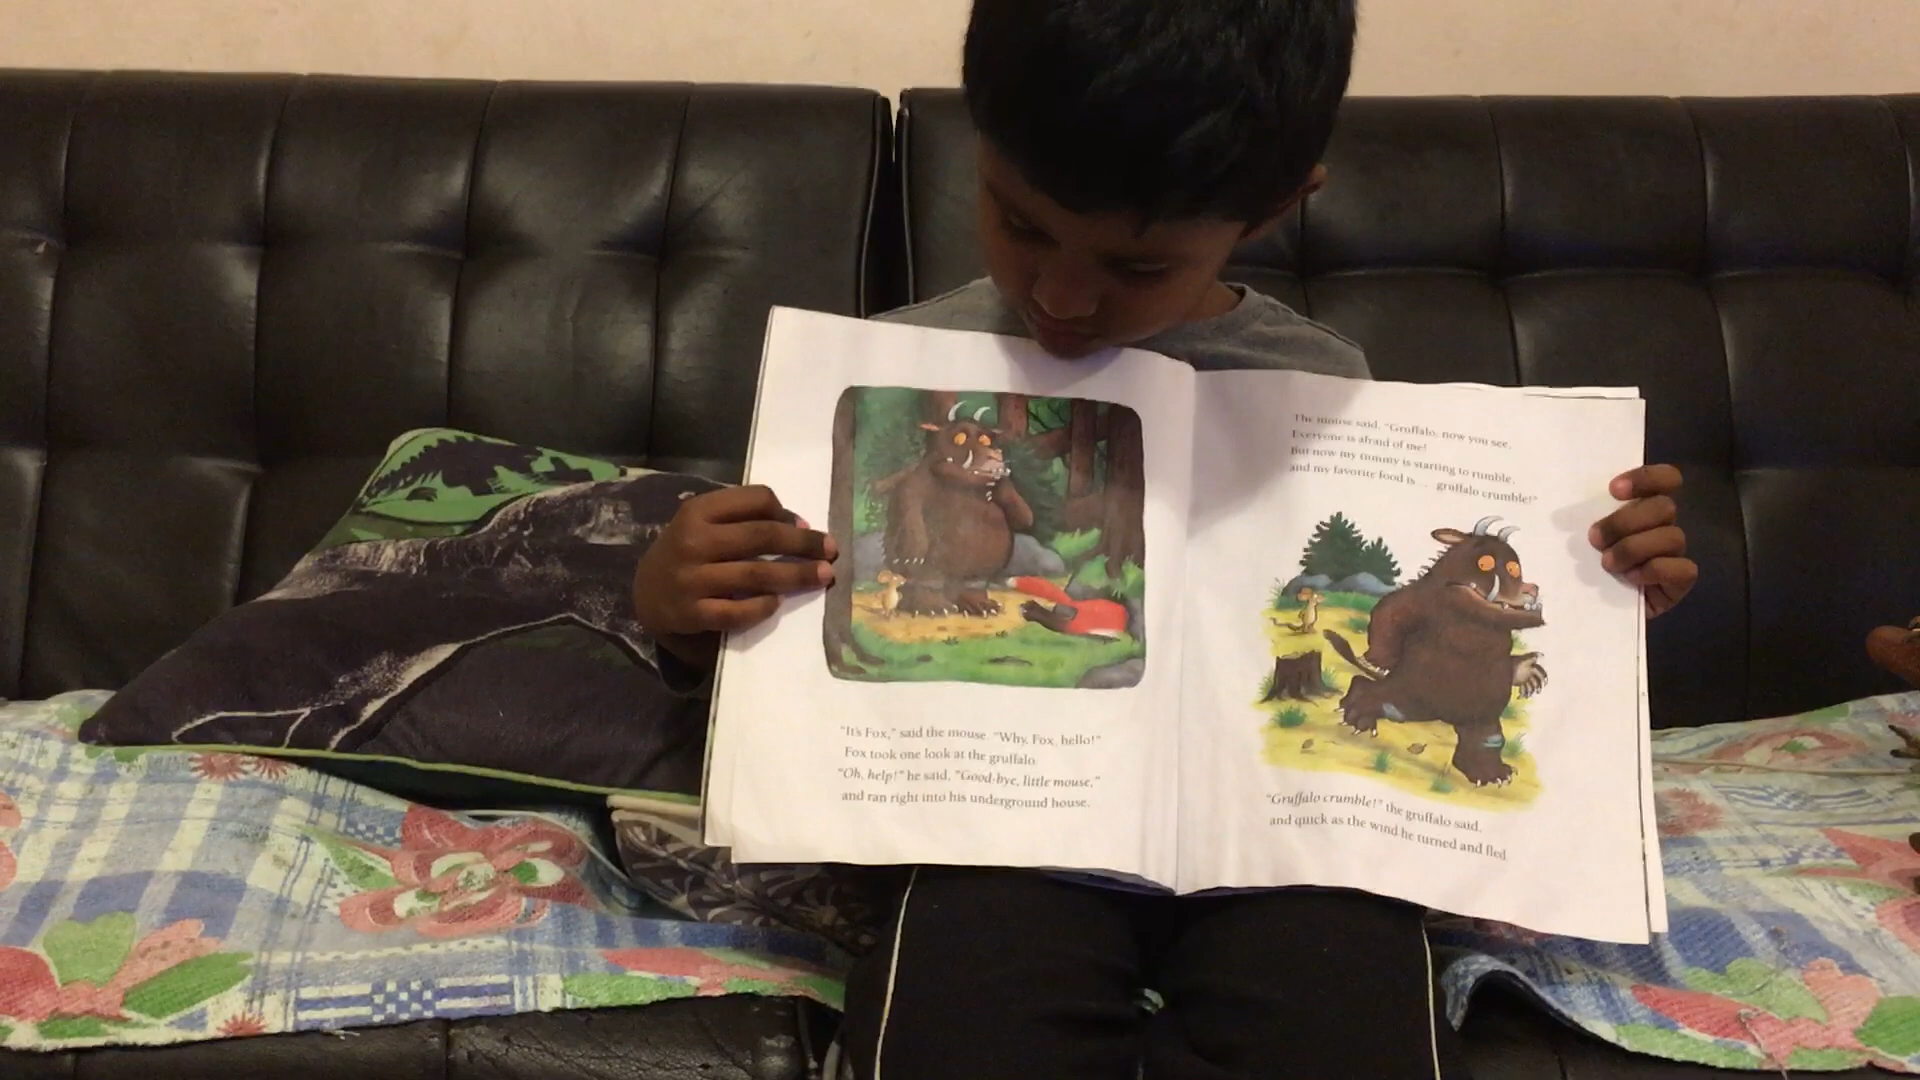 "It's Fox," said the mouse. "Why, Fox, hello!"
Fox took one look at the gruffalo.
"Oh, help!" he said, "Good-bye, little mouse,"
and ran right into his underground house.
The mouse said, "Gruffalo, now you see,
Everyone is afraid of me!
But now my tummy is starting to rumble,
and my favorite food is ... gruffalo crumble!"
"Gruffalo crumble!" the gruffalo said,
and quick as the wind he turned and fled.